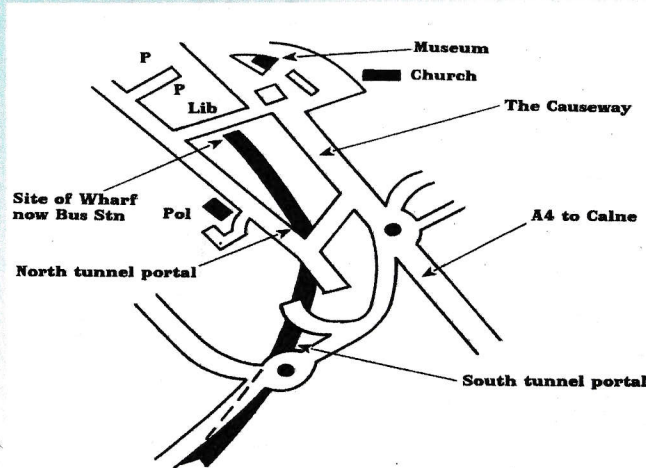 P
Museum
Church
P
Lib
The Causeway
Site of Wharf
now Bus Stn
Pol
A4 to Calne
North tunnel portal
South tunnel portal